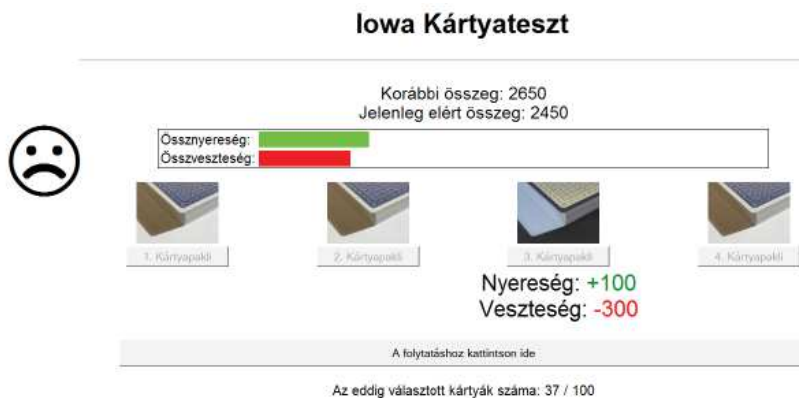 Iowa Kártyateszt
Korábbi összeg: 2650
Jelenleg elért összeg: 2450
Össznyereség:
Összveszteség:
1. Kártyapakli
2. Kártyapakli
3. Kártyapakli
4. Kártyapakli
Nyereség: +100
Veszteség: -300
A folytatáshoz kattintson ide
Az eddig választott kártyák száma: 37 / 100